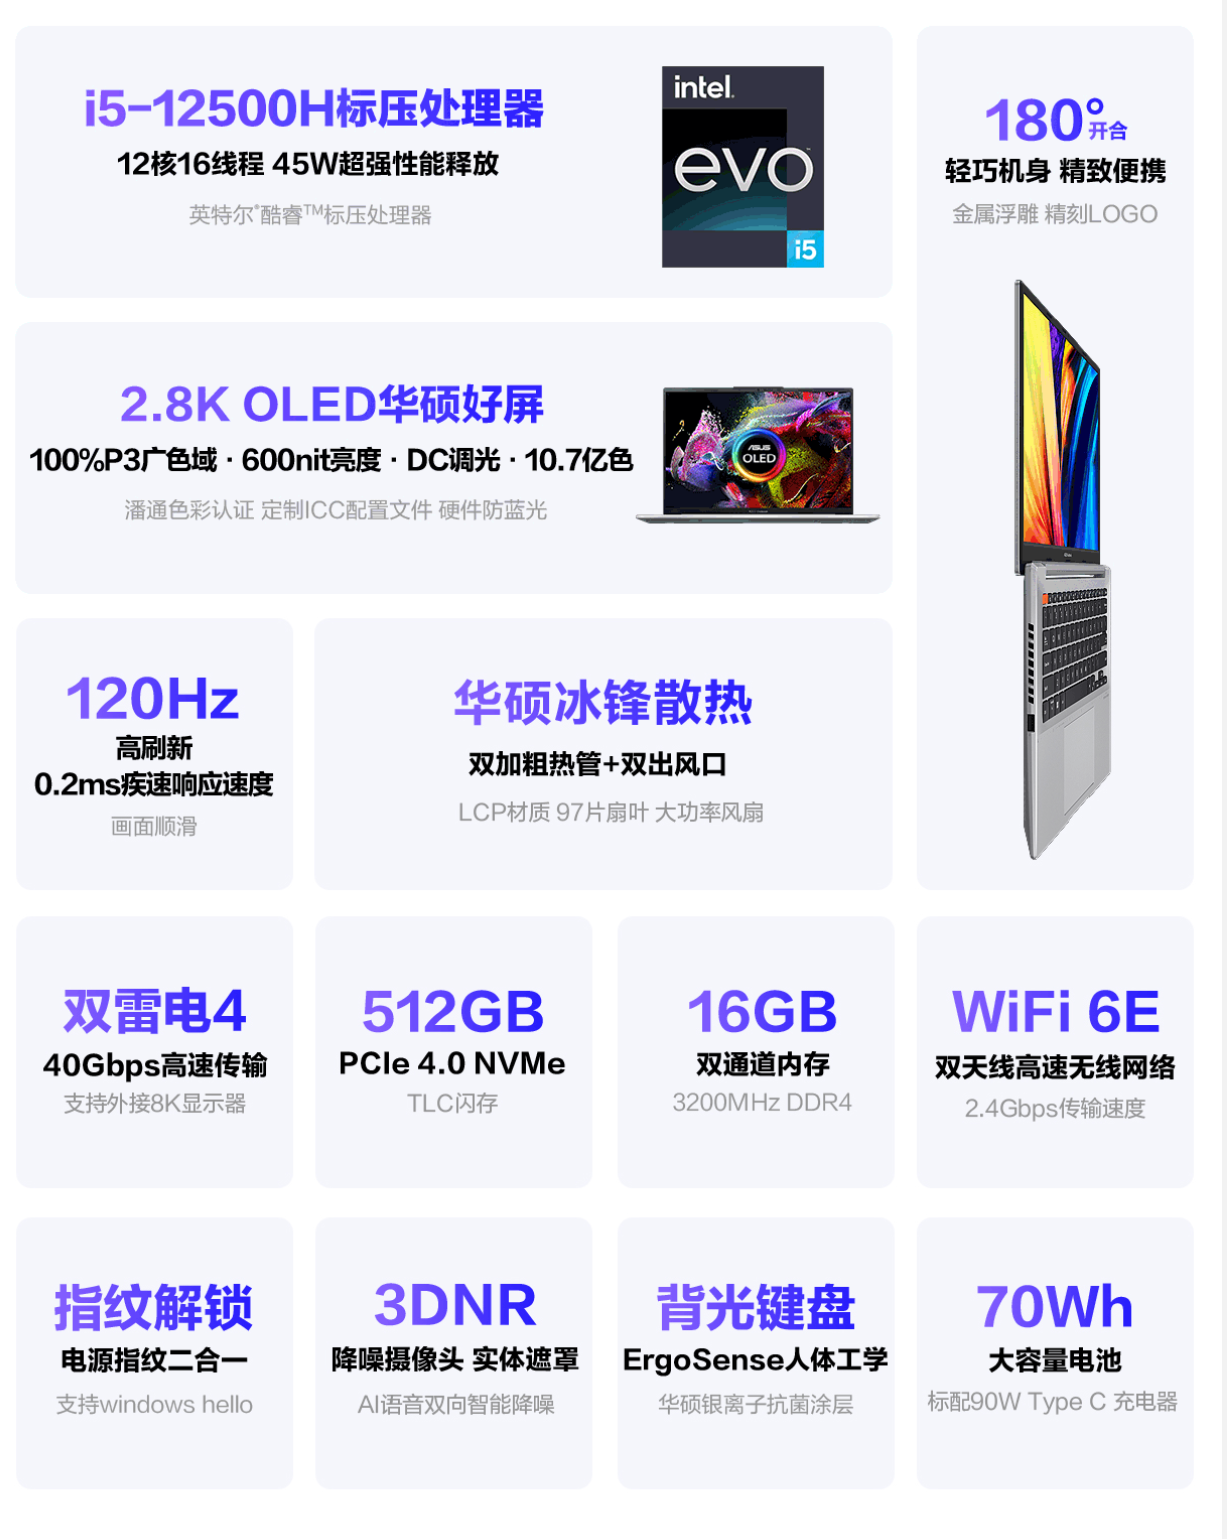 i5-12500H标压处理器
12核16线程 45W超强性能释放
英特尔®酷睿™标压处理器
intel.
evo™
i5
180°开合
轻巧机身 精致便携
金属浮雕 精刻LOGO
2.8K OLED华硕好屏
100%P3广色域 · 600nit亮度 · DC调光 · 10.7亿色
潘通色彩认证 定制ICC配置文件 硬件防蓝光
ASUS
OLED
120Hz
高刷新
0.2ms疾速响应速度
画面顺滑
华硕冰锋散热
双加粗热管+双出风口
LCP材质 97片扇叶 大功率风扇
双雷电4
40Gbps高速传输
支持外接8K显示器
512GB
PCIe 4.0 NVMe
TLC闪存
16GB
双通道内存
3200MHz DDR4
WiFi 6E
双天线高速无线网络
2.4Gbps传输速度
指纹解锁
电源指纹二合一
支持windows hello
3DNR
降噪摄像头 实体遮罩
AI语音双向智能降噪
背光键盘
ErgoSense人体工学
华硕银离子抗菌涂层
70Wh
大容量电池
标配90W Type C 充电器